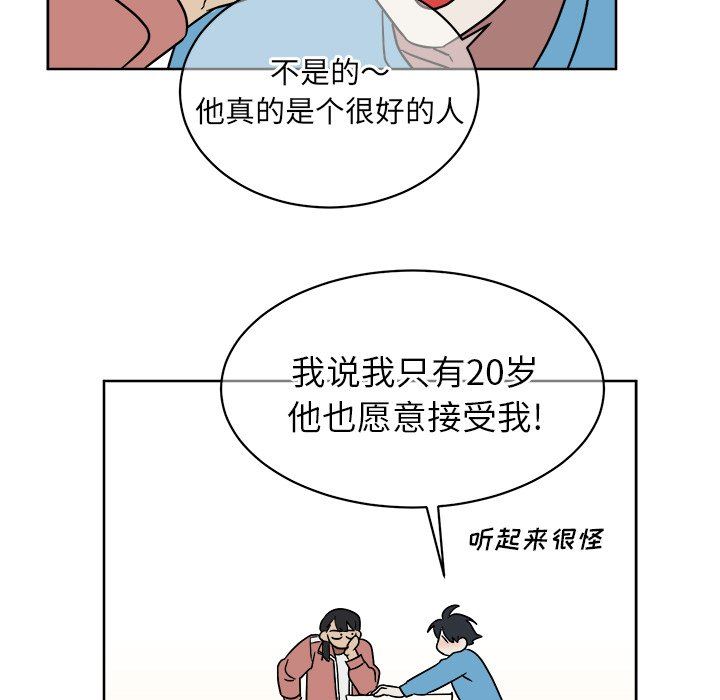 不是的～
他真的是个很好的人
我说我只有20岁
他也愿意接受我!
听起来很怪